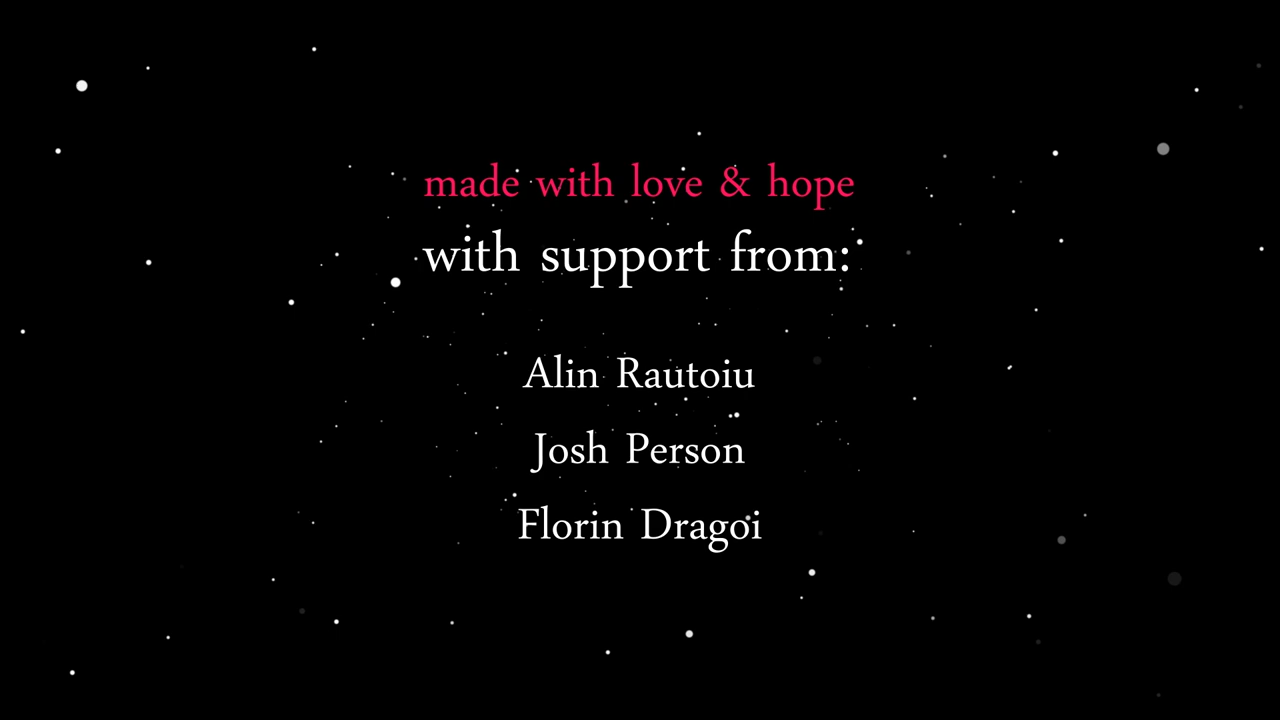 made with love & hope
with support from:
Alin Rautoiu
Josh Person
Florin Dragoi